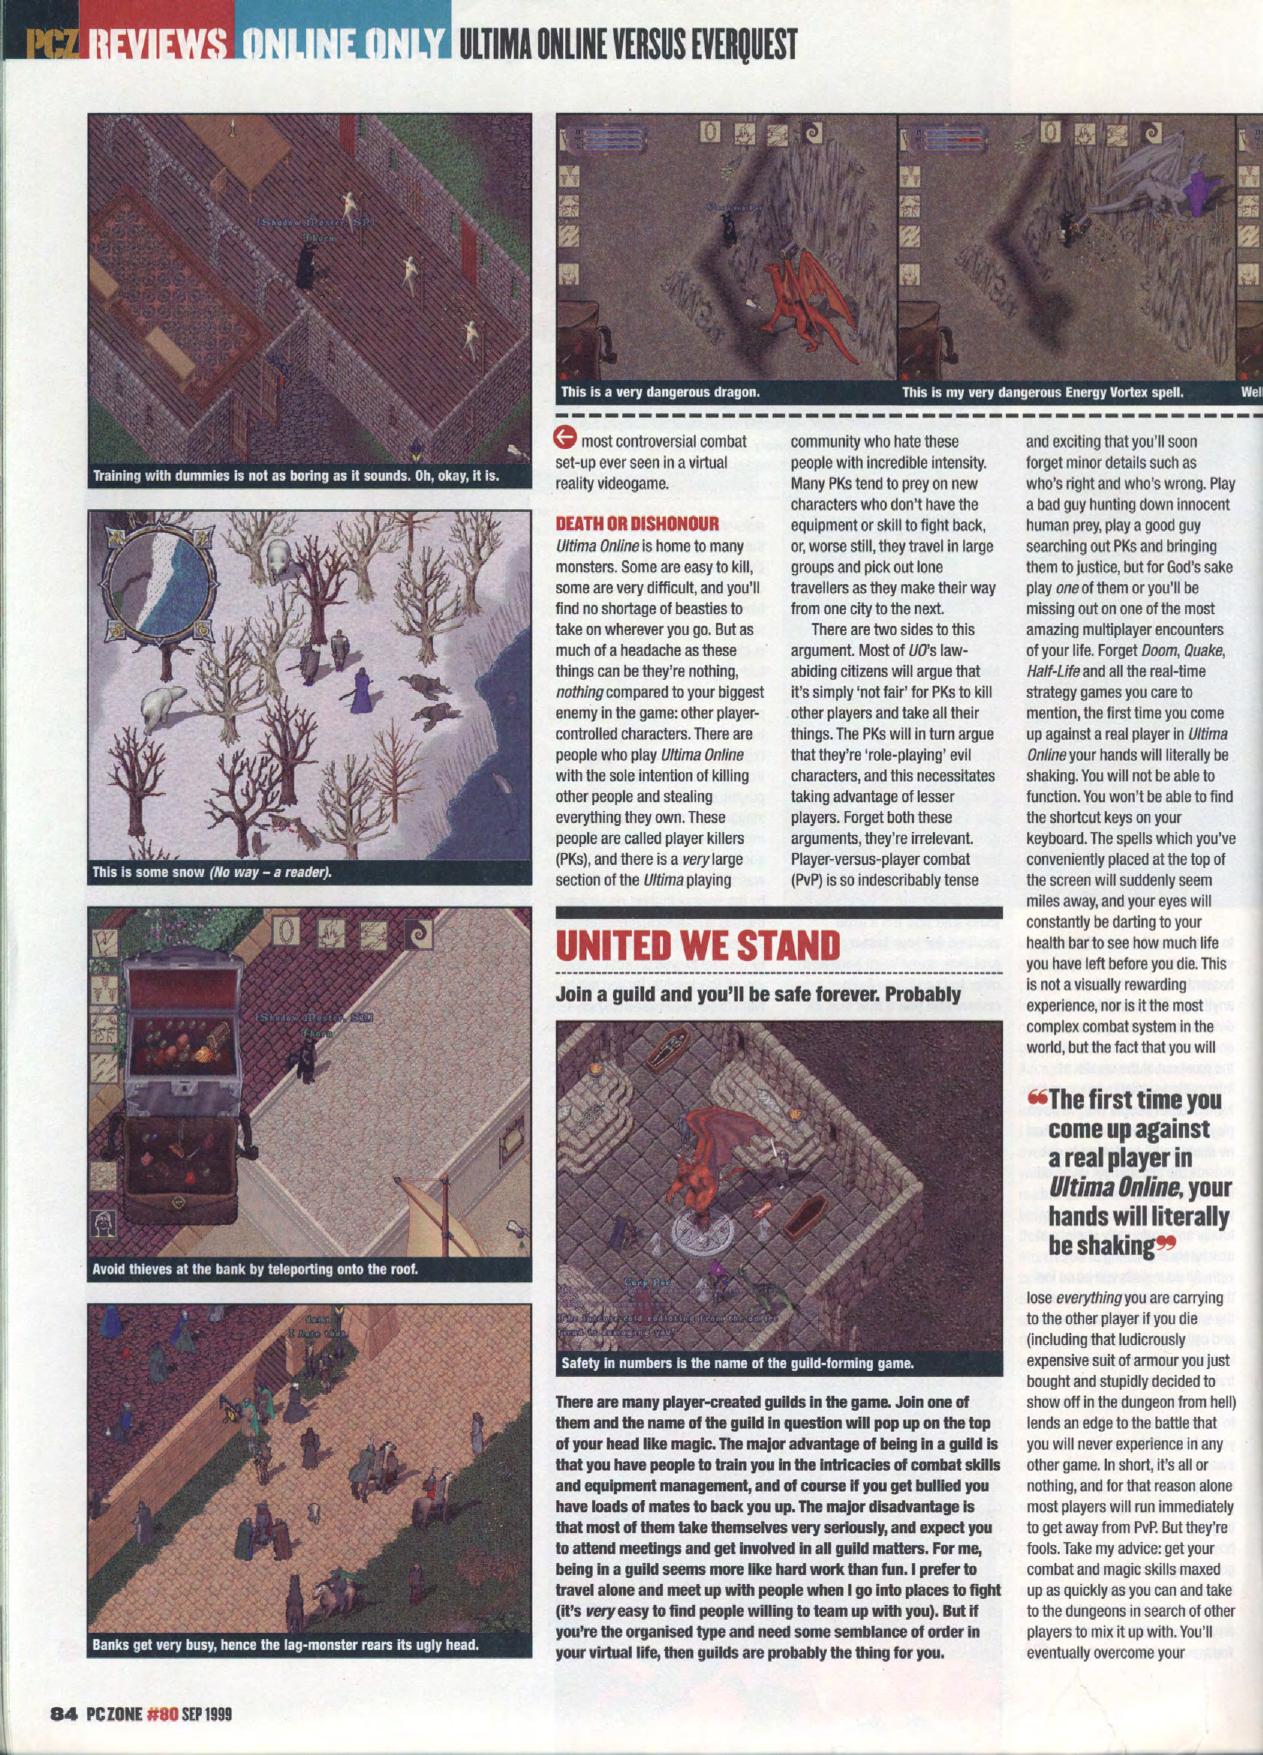 PCZ REVIEWS ONLINE ONLY ULTIMA ONLINE VERSUS EVERQUEST
Training with dummies is not as boring as it sounds. Oh, okay, it is.
This is some snow (No way – a reader).
Avoid thieves at the bank by teleporting onto the roof.
I hate that
Banks get very busy, hence the lag-monster rears its ugly head.
This is a very dangerous dragon.
This is my very dangerous Energy Vortex spell.
Well
most controversial combat
set-up ever seen in a virtual
reality videogame.
DEATH OR DISHONOUR
Ultima Online is home to many
monsters. Some are easy to kill,
some are very difficult, and you'll
find no shortage of beasties to
take on wherever you go. But as
much of a headache as these
things can be they're nothing,
nothing compared to your biggest
enemy in the game: other player-
controlled characters. There are
people who play Ultima Online
with the sole intention of killing
other people and stealing
everything they own. These
people are called player killers
(PKs), and there is a very large
section of the Ultima playing
community who hate these
people with incredible intensity.
Many PKs tend to prey on new
characters who don't have the
equipment or skill to fight back,
or, worse still, they travel in large
groups and pick out lone
travellers as they make their way
from one city to the next.
There are two sides to this
argument. Most of UO's law-
abiding citizens will argue that
it's simply 'not fair' for PKs to kill
other players and take all their
things. The PKs will in turn argue
that they're 'role-playing' evil
characters, and this necessitates
taking advantage of lesser
players. Forget both these
arguments, they're irrelevant.
Player-versus-player combat
(PvP) is so indescribably tense
and exciting that you'll soon
forget minor details such as
who's right and who's wrong. Play
a bad guy hunting down innocent
human prey, play a good guy
searching out PKs and bringing
them to justice, but for God's sake
play one of them or you'll be
missing out on one of the most
amazing multiplayer encounters
of your life. Forget Doom, Quake,
Half-Life and all the real-time
strategy games you care to
mention, the first time you come
up against a real player in Ultima
Online your hands will literally be
shaking. You will not be able to
function. You won't be able to find
the shortcut keys on your
keyboard. The spells which you've
conveniently placed at the top of
the screen will suddenly seem
miles away, and your eyes will
constantly be darting to your
health bar to see how much life
you have left before you die. This
is not a visually rewarding
experience, nor is it the most
complex combat system in the
world, but the fact that you will
“The first time you
come up against
a real player in
Ultima Online, your
hands will literally
be shaking”
lose everything you are carrying
to the other player if you die
(including that ludicrously
expensive suit of armour you just
bought and stupidly decided to
show off in the dungeon from hell)
lends an edge to the battle that
you will never experience in any
other game. In short, it's all or
nothing, and for that reason alone
most players will run immediately
to get away from PvP. But they're
fools. Take my advice: get your
combat and magic skills maxed
up as quickly as you can and take
to the dungeons in search of other
players to mix it up with. You'll
eventually overcome your
UNITED WE STAND
Join a guild and you'll be safe forever. Probably
Corp Por
Safety in numbers is the name of the guild-forming game.
There are many player-created guilds in the game. Join one of
them and the name of the guild in question will pop up on the top
of your head like magic. The major advantage of being in a guild is
that you have people to train you in the intricacies of combat skills
and equipment management, and of course if you get bullied you
have loads of mates to back you up. The major disadvantage is
that most of them take themselves very seriously, and expect you
to attend meetings and get involved in all guild matters. For me,
being in a guild seems more like hard work than fun. I prefer to
travel alone and meet up with people when I go into places to fight
(it's very easy to find people willing to team up with you). But if
you're the organised type and need some semblance of order in
your virtual life, then guilds are probably the thing for you.
84 PC ZONE #80 SEP 1999